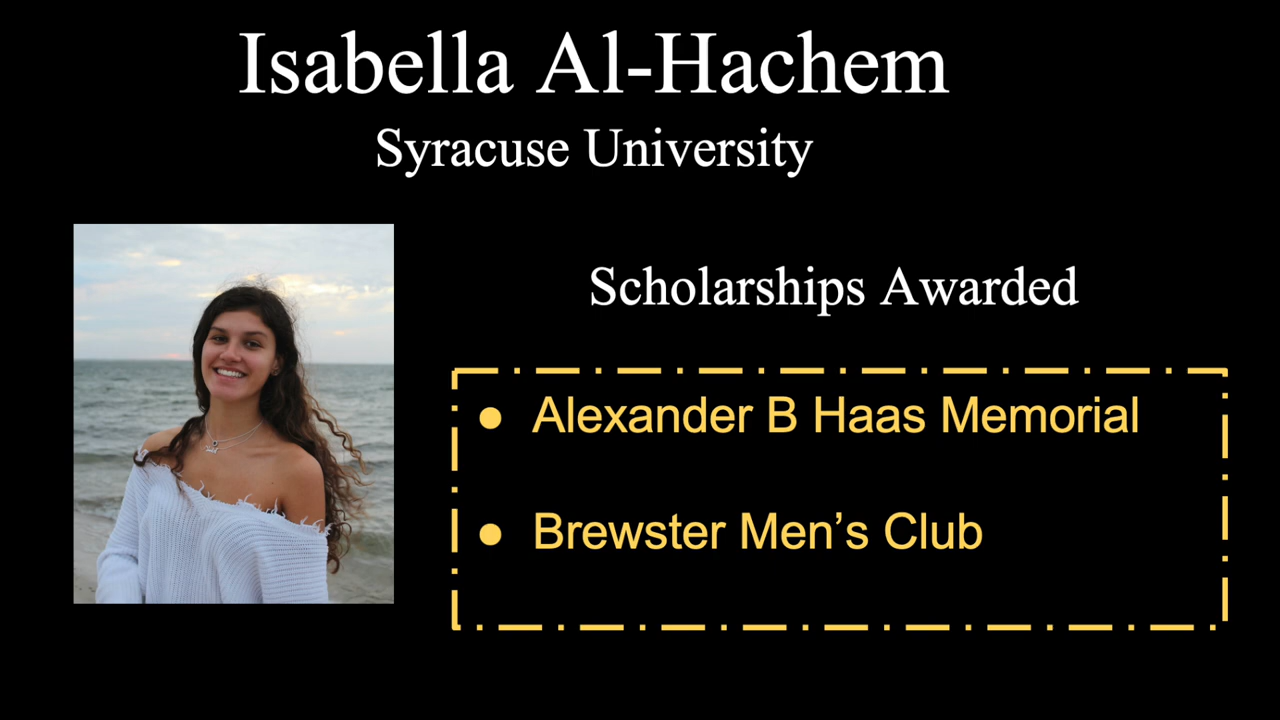 Isabella Al-Hachem
Syracuse University
Scholarships Awarded
● Alexander B Haas Memorial
● Brewster Men’s Club